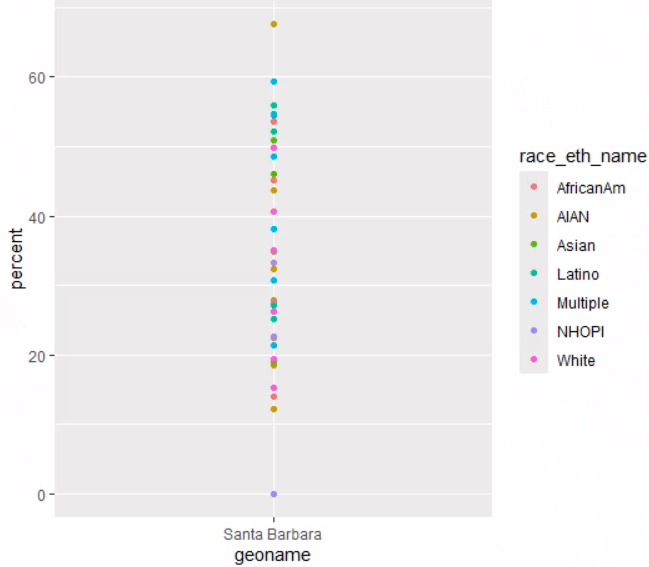 60
40
20
0
percent
Santa Barbara
geoname
race_eth_name
AfricanAm
AIAN
Asian
Latino
Multiple
NHOPI
White